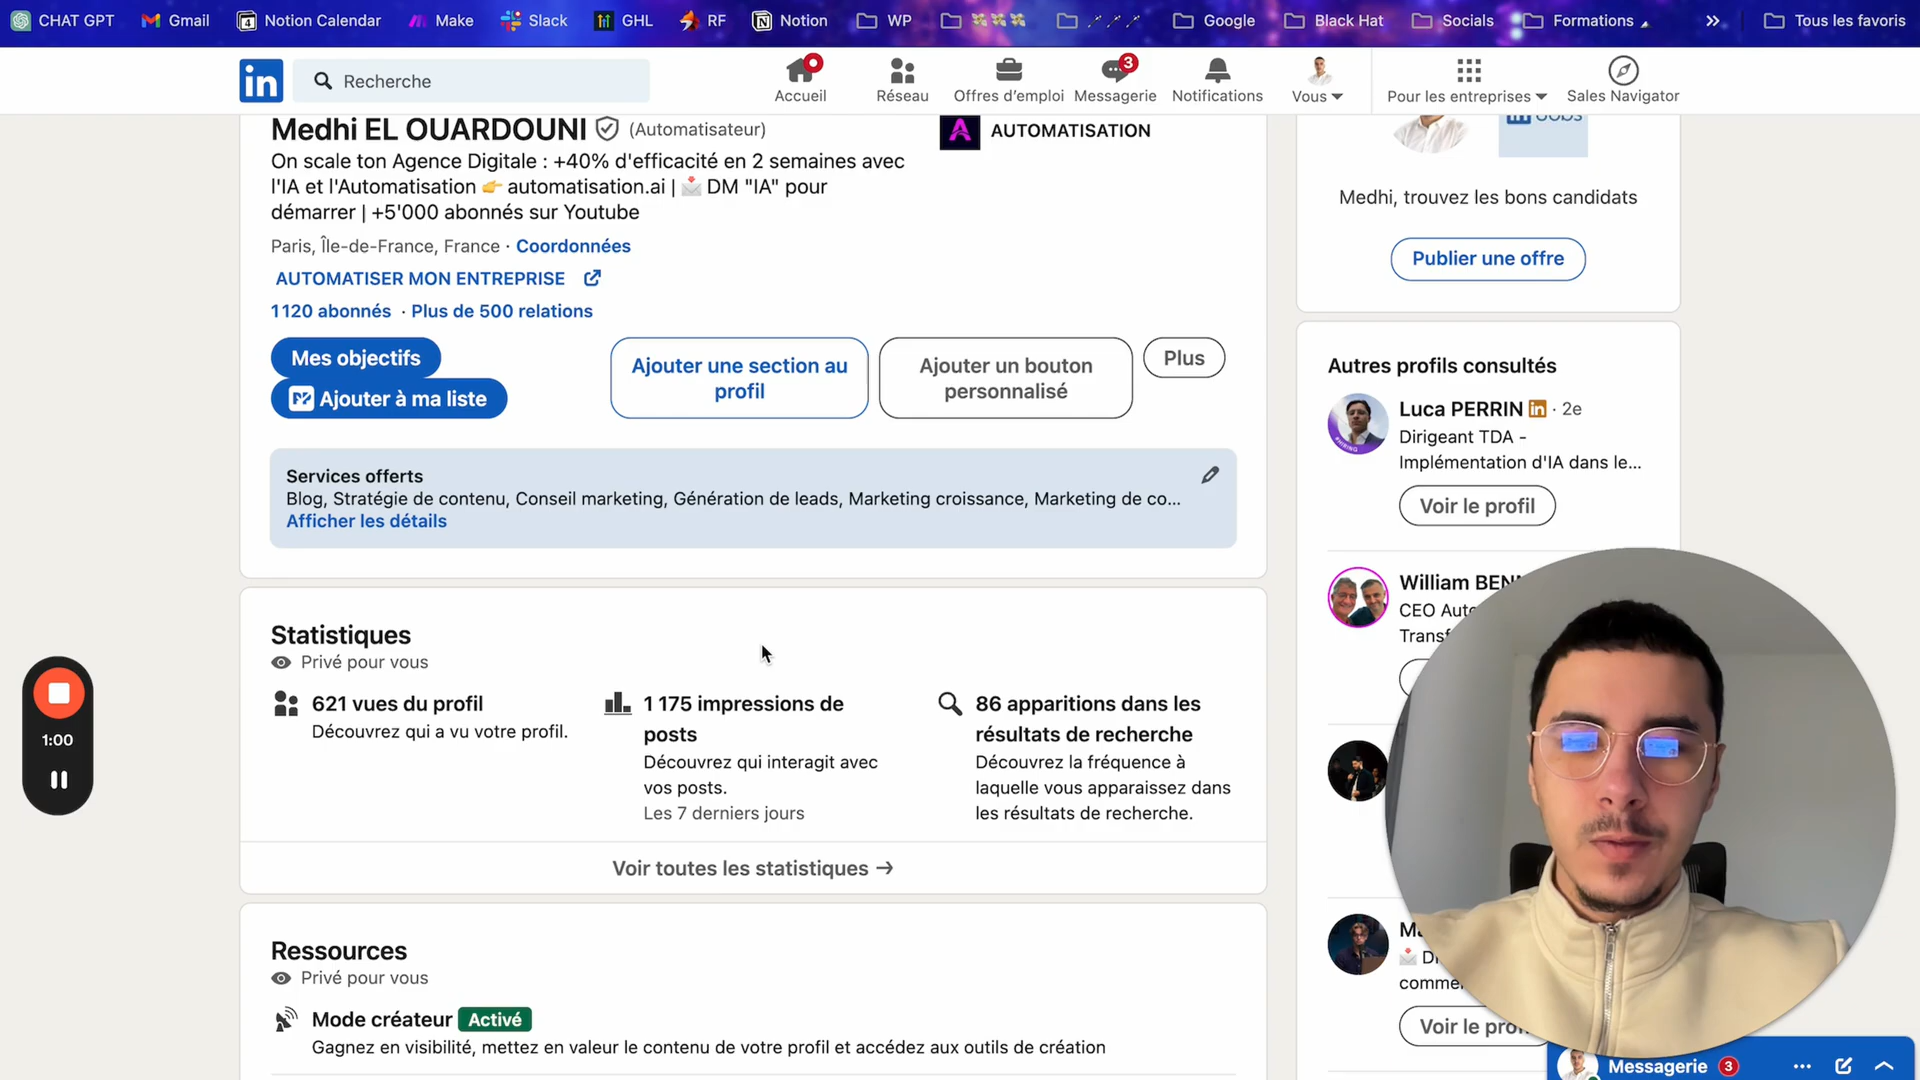 CHAT GPT
Gmail
Notion Calendar
Make
Slack
GHL
RF
Notion
WP
Google
Black Hat
Socials
Formations
Tous les favoris
Recherche
Accueil
Réseau
Offres d'emploi
3
Messagerie
Notifications
Vous
Pour les entreprises
Sales Navigator
Medhi EL OUARDOUNI (Automatisateur)
On scale ton Agence Digitale : +40% d'efficacité en 2 semaines avec
l'IA et l'Automatisation 👉 automatisation.ai | 📩 DM "IA" pour
démarrer | +5'000 abonnés sur Youtube
Paris, Île-de-France, France · Coordonnées
AUTOMATISER MON ENTREPRISE
1 120 abonnés · Plus de 500 relations
AUTOMATISATION
Mes objectifs
Ajouter à ma liste
Ajouter une section au
profil
Ajouter un bouton
personnalisé
Plus
Services offerts
Blog, Stratégie de contenu, Conseil marketing, Génération de leads, Marketing croissance, Marketing de co...
Afficher les détails
Statistiques
Privé pour vous
621 vues du profil
Découvrez qui a vu votre profil.
1 175 impressions de
posts
Découvrez qui interagit avec
vos posts.
Les 7 derniers jours
86 apparitions dans les
résultats de recherche
Découvrez la fréquence à
laquelle vous apparaissez dans
les résultats de recherche.
Voir toutes les statistiques →
Ressources
Privé pour vous
Mode créateur Activé
Gagnez en visibilité, mettez en valeur le contenu de votre profil et accédez aux outils de création
1:00
Medhi, trouvez les bons candidats
Publier une offre
Autres profils consultés
Luca PERRIN · 2e
Dirigeant TDA -
Implémentation d'IA dans le...
Voir le profil
William
CEO
Voir le
Messagerie 3